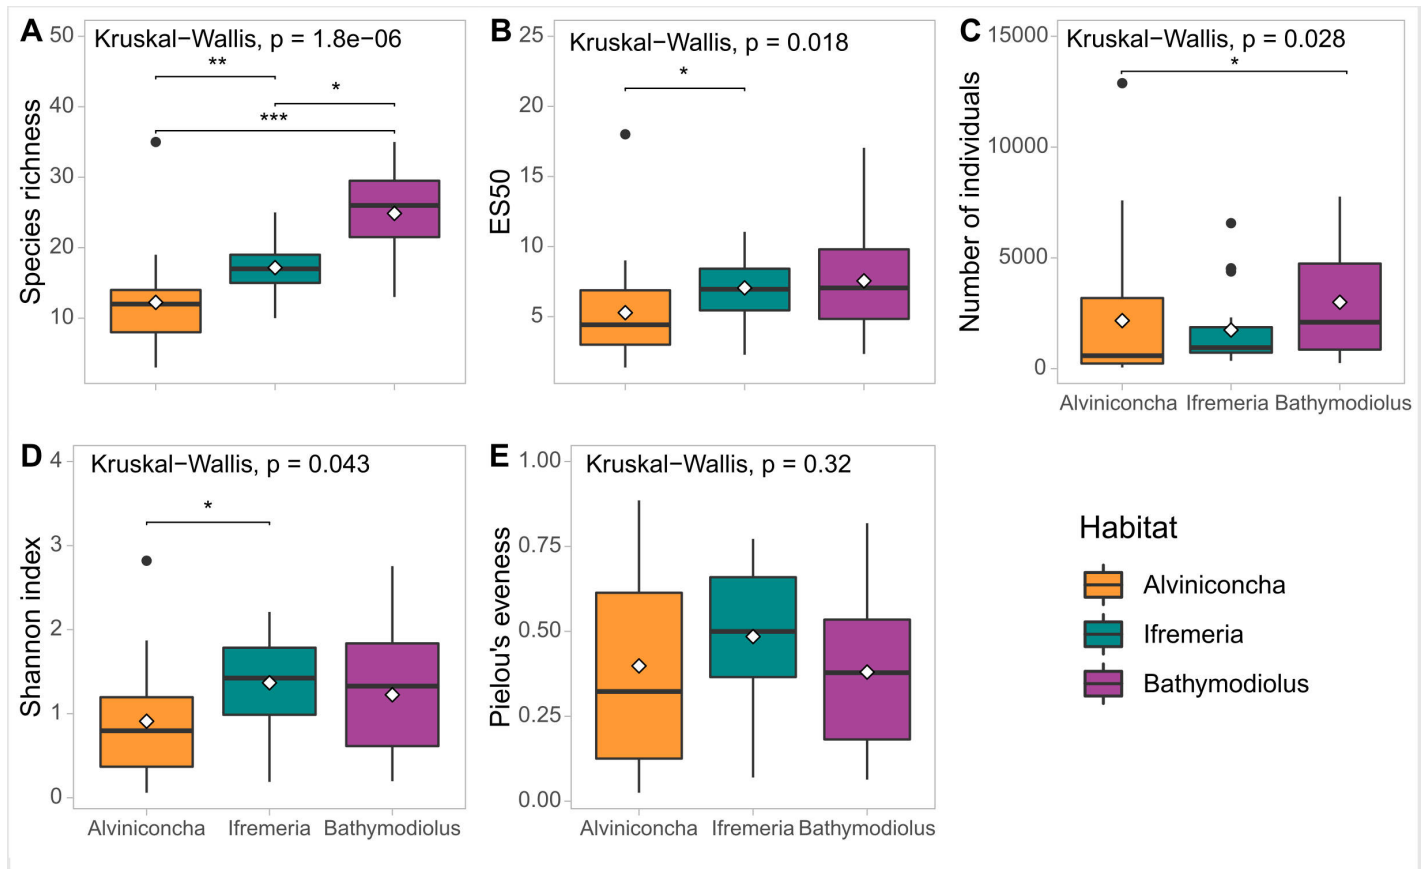 A
Kruskal−Wallis, p = 1.8e−06
**
*
***
Species richness
50
40
30
20
10
B
Kruskal−Wallis, p = 0.018
*
ES50
25
20
15
10
5
C
Kruskal−Wallis, p = 0.028
*
Number of individuals
15000
10000
5000
0
Alviniconcha Ifremeria Bathymodiolus
D
Kruskal−Wallis, p = 0.043
*
Shannon index
4
3
2
1
0
Alviniconcha Ifremeria Bathymodiolus
E
Kruskal−Wallis, p = 0.32
Pielou's eveness
1.00
0.75
0.50
0.25
0.00
Alviniconcha Ifremeria Bathymodiolus
Habitat
Alviniconcha
Ifremeria
Bathymodiolus